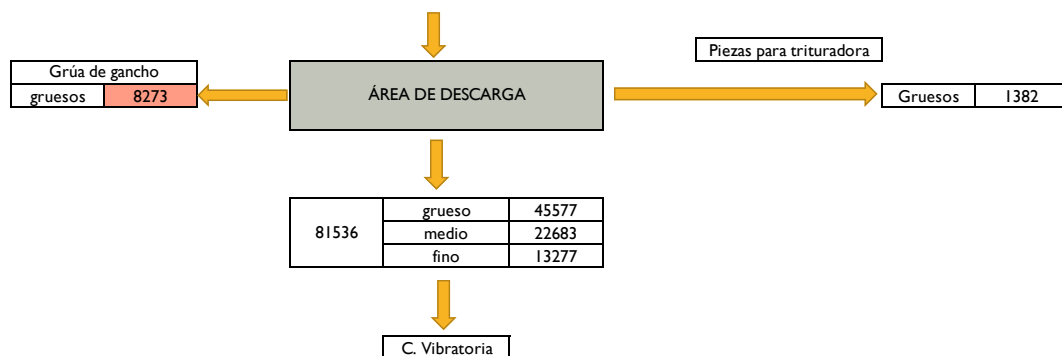 Piezas para trituradora
Grúa de gancho
gruesos 8273
ÁREA DE DESCARGA
Gruesos 1382
81536
grueso 45577
medio 22683
fino 13277
C. Vibratoria